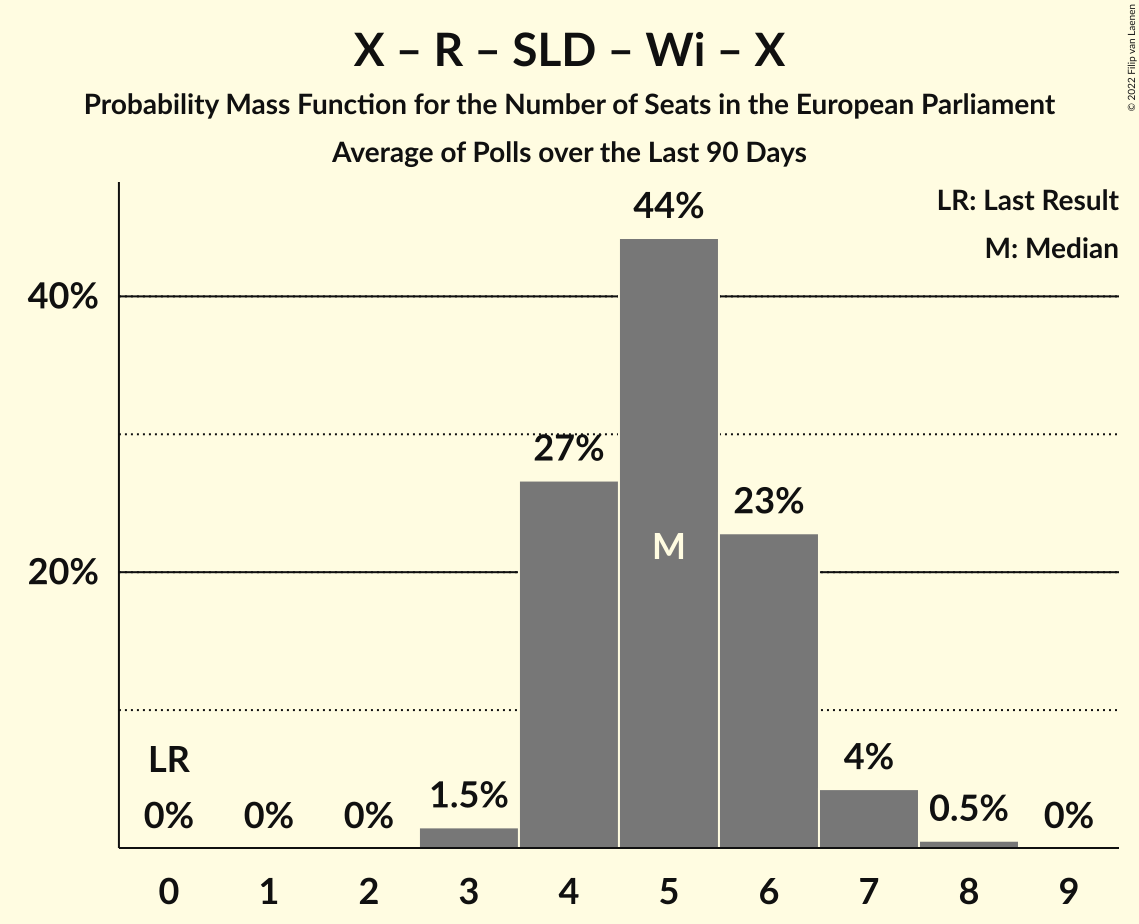 X – R – SLD – Wi – X
Probability Mass Function for the Number of Seats in the European Parliament
Average of Polls over the Last 90 Days
© 2022 Filip van Laenen
LR: Last Result
M: Median
44%
40%
27%
23%
M
20%
LR
4%
1.5%
0.5%
0% 0% 0% 0%
0 1 2 3 4 5 6 7 8 9